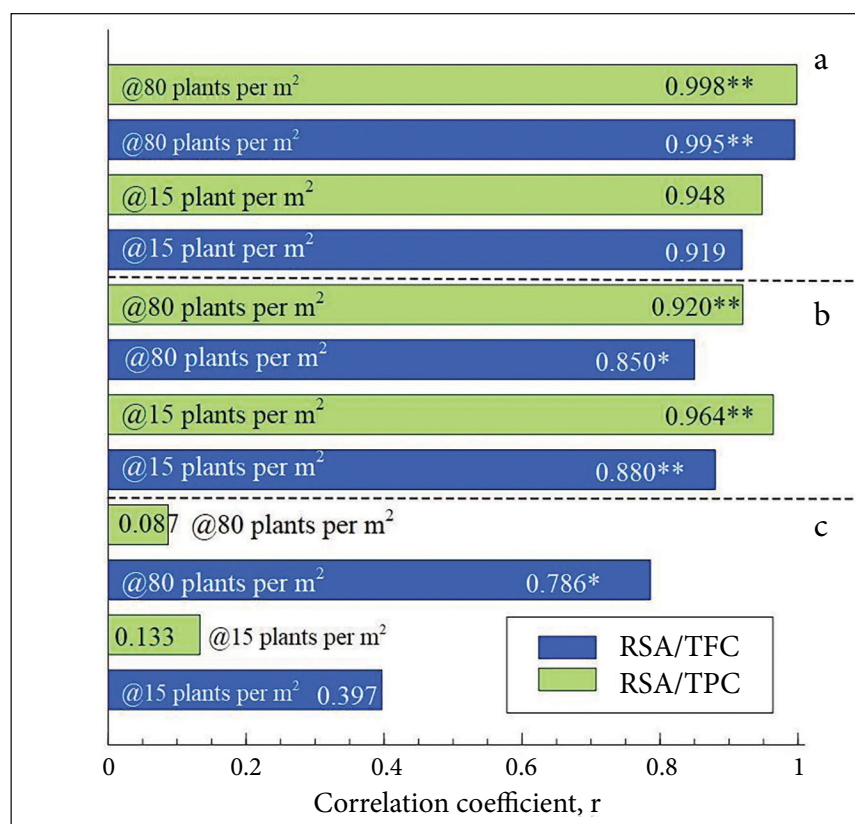 a
@80 plants per m² 0.998**
@80 plants per m² 0.995**
@15 plant per m² 0.948
@15 plant per m² 0.919
b
@80 plants per m² 0.920**
@80 plants per m² 0.850*
@15 plants per m² 0.964**
@15 plants per m² 0.880**
c
0.087 @80 plants per m²
@80 plants per m² 0.786*
0.133 @15 plants per m²
@15 plants per m² 0.397
RSA/TFC
RSA/TPC
0 0.2 0.4 0.6 0.8 1
Correlation coefficient, r